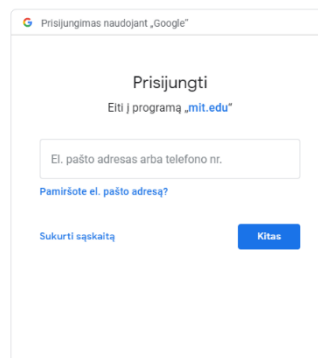 Prisijungimas naudojant „Google“
Prisijungti
Eiti į programą „mit.edu“
El. pašto adresas arba telefono nr.
Pamiršote el. pašto adresą?
Sukurti sąskaitą
Kitas